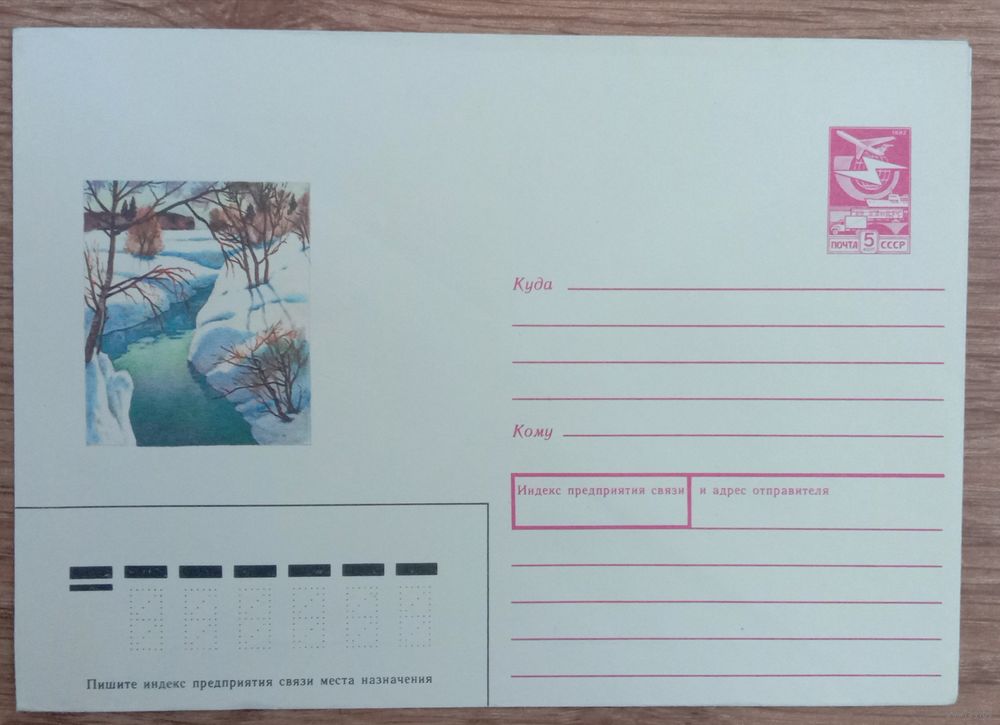 1982
ПОЧТА 5 СССР
Куда
Кому
Индекс предприятия связи и адрес отправителя
Пишите индекс предприятия связи места назначения